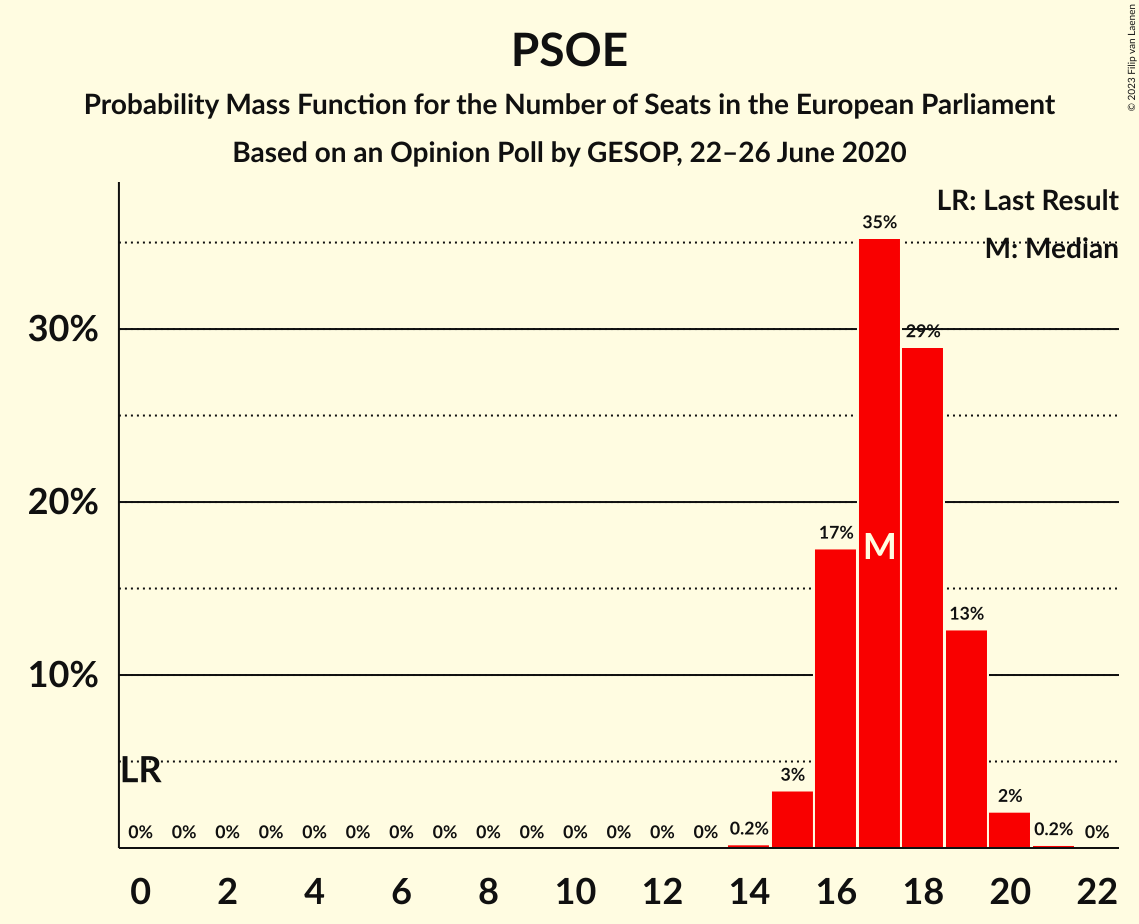 PSOE
Probability Mass Function for the Number of Seats in the European Parliament
Based on an Opinion Poll by GESOP, 22–26 June 2020
© 2023 Filip van Laenen
LR: Last Result
M: Median
35%
30%
29%
20%
17%
M
13%
10%
LR
3%
2%
0% 0% 0% 0% 0% 0% 0% 0% 0% 0% 0% 0% 0% 0% 0.2% 0.2% 0%
0 2 4 6 8 10 12 14 16 18 20 22